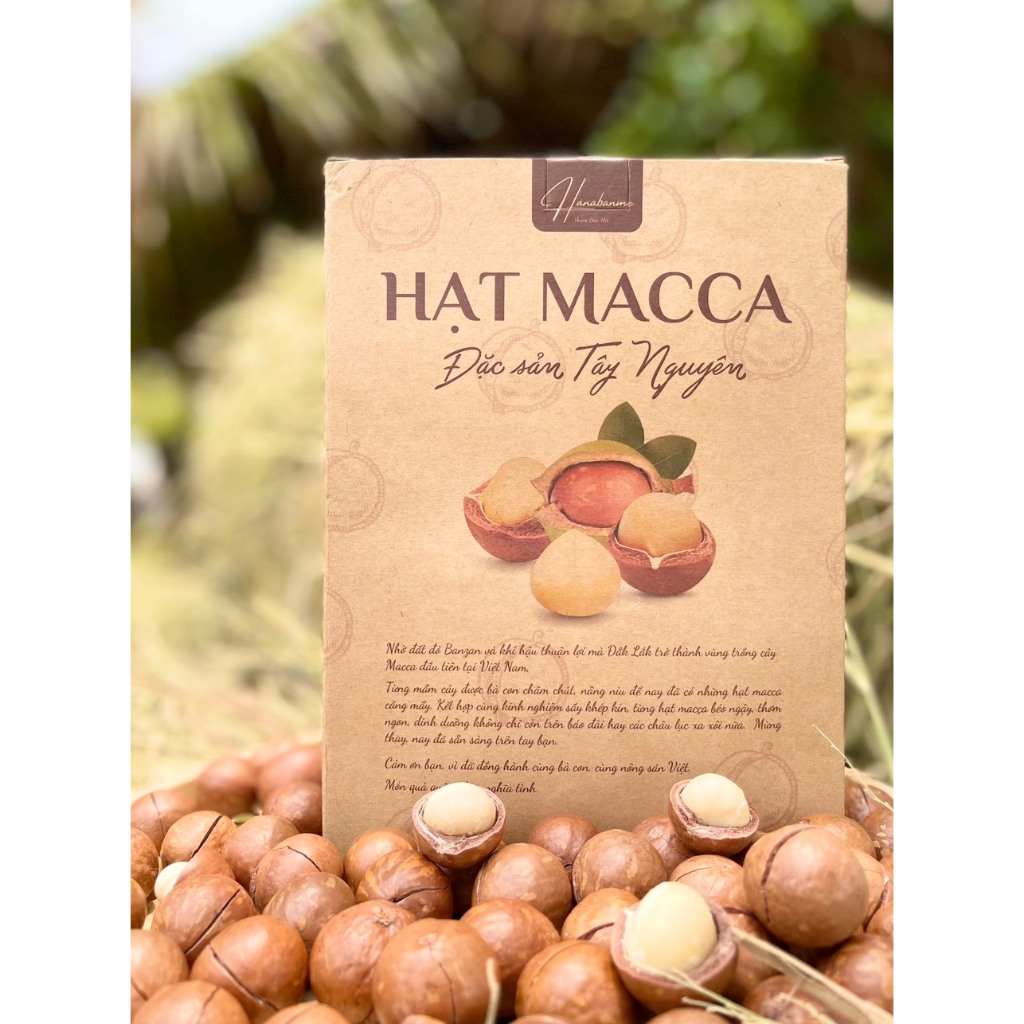 Hanabanme
HẠT MACCA
Đặc sản Tây Nguyên
Nhờ đất đỏ Banzan và khí hậu thuận lợi mà Đắk Lắk trở thành vùng trồng cây
Macca đầu tiên tại Việt Nam.
Từng mầm cây được bà con chăm chút, nâng niu để nay đã có những hạt macca
căng mẩy. Kết hợp cùng kinh nghiệm sấy khép kín, từng hạt macca béo ngậy, thơm
ngon, dinh dưỡng không chỉ còn trên báo đài hay các châu lục xa xôi nữa. Mừng
thay, nay đã sẵn sàng trên tay bạn.
Cảm ơn bạn, vì đã đồng hành cùng bà con, cùng nông sản Việt.
Món quà nghĩa tình